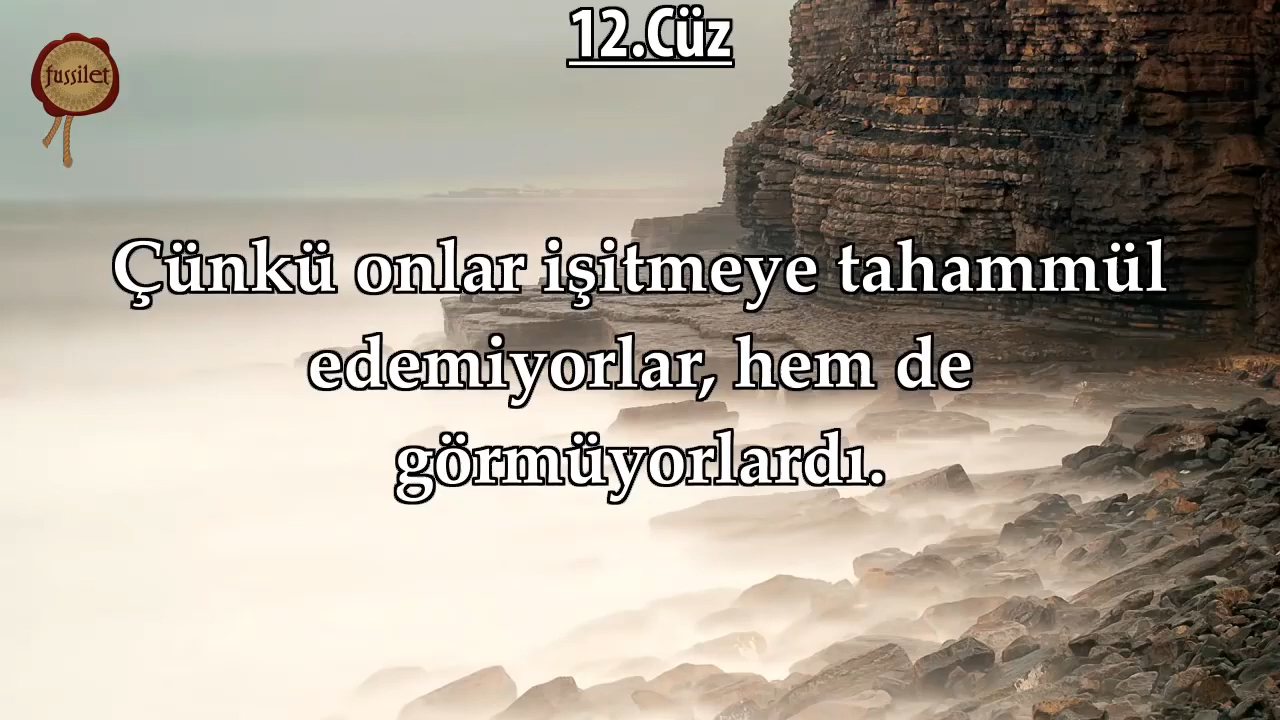 12.Cüz
fussilet
Çünkü onlar işitmeye tahammül
edemiyorlar, hem de
görmüyorlardı.